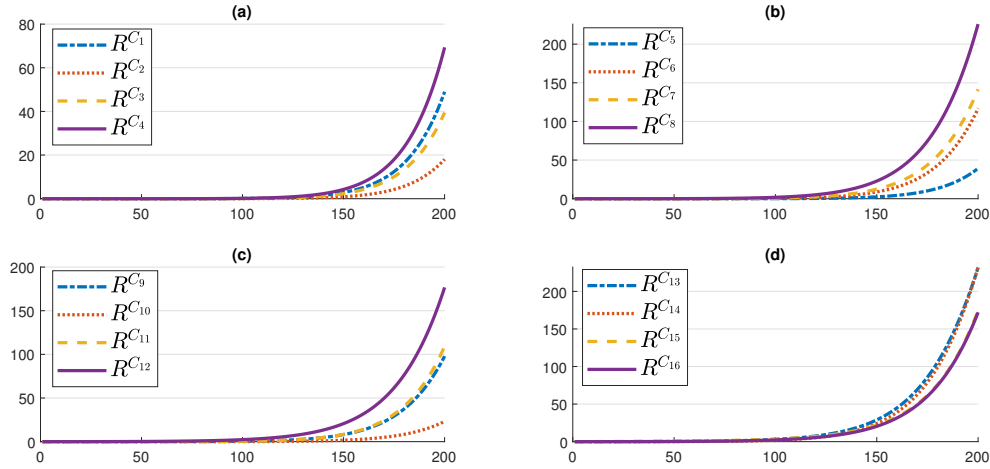 (a)
80
60
40
20
0
0 50 100 150 200
R^{C_1}
R^{C_2}
R^{C_3}
R^{C_4}
(b)
200
150
100
50
0
0 50 100 150 200
R^{C_5}
R^{C_6}
R^{C_7}
R^{C_8}
(c)
200
150
100
50
0
0 50 100 150 200
R^{C_9}
R^{C_{10}}
R^{C_{11}}
R^{C_{12}}
(d)
200
150
100
50
0
0 50 100 150 200
R^{C_{13}}
R^{C_{14}}
R^{C_{15}}
R^{C_{16}}